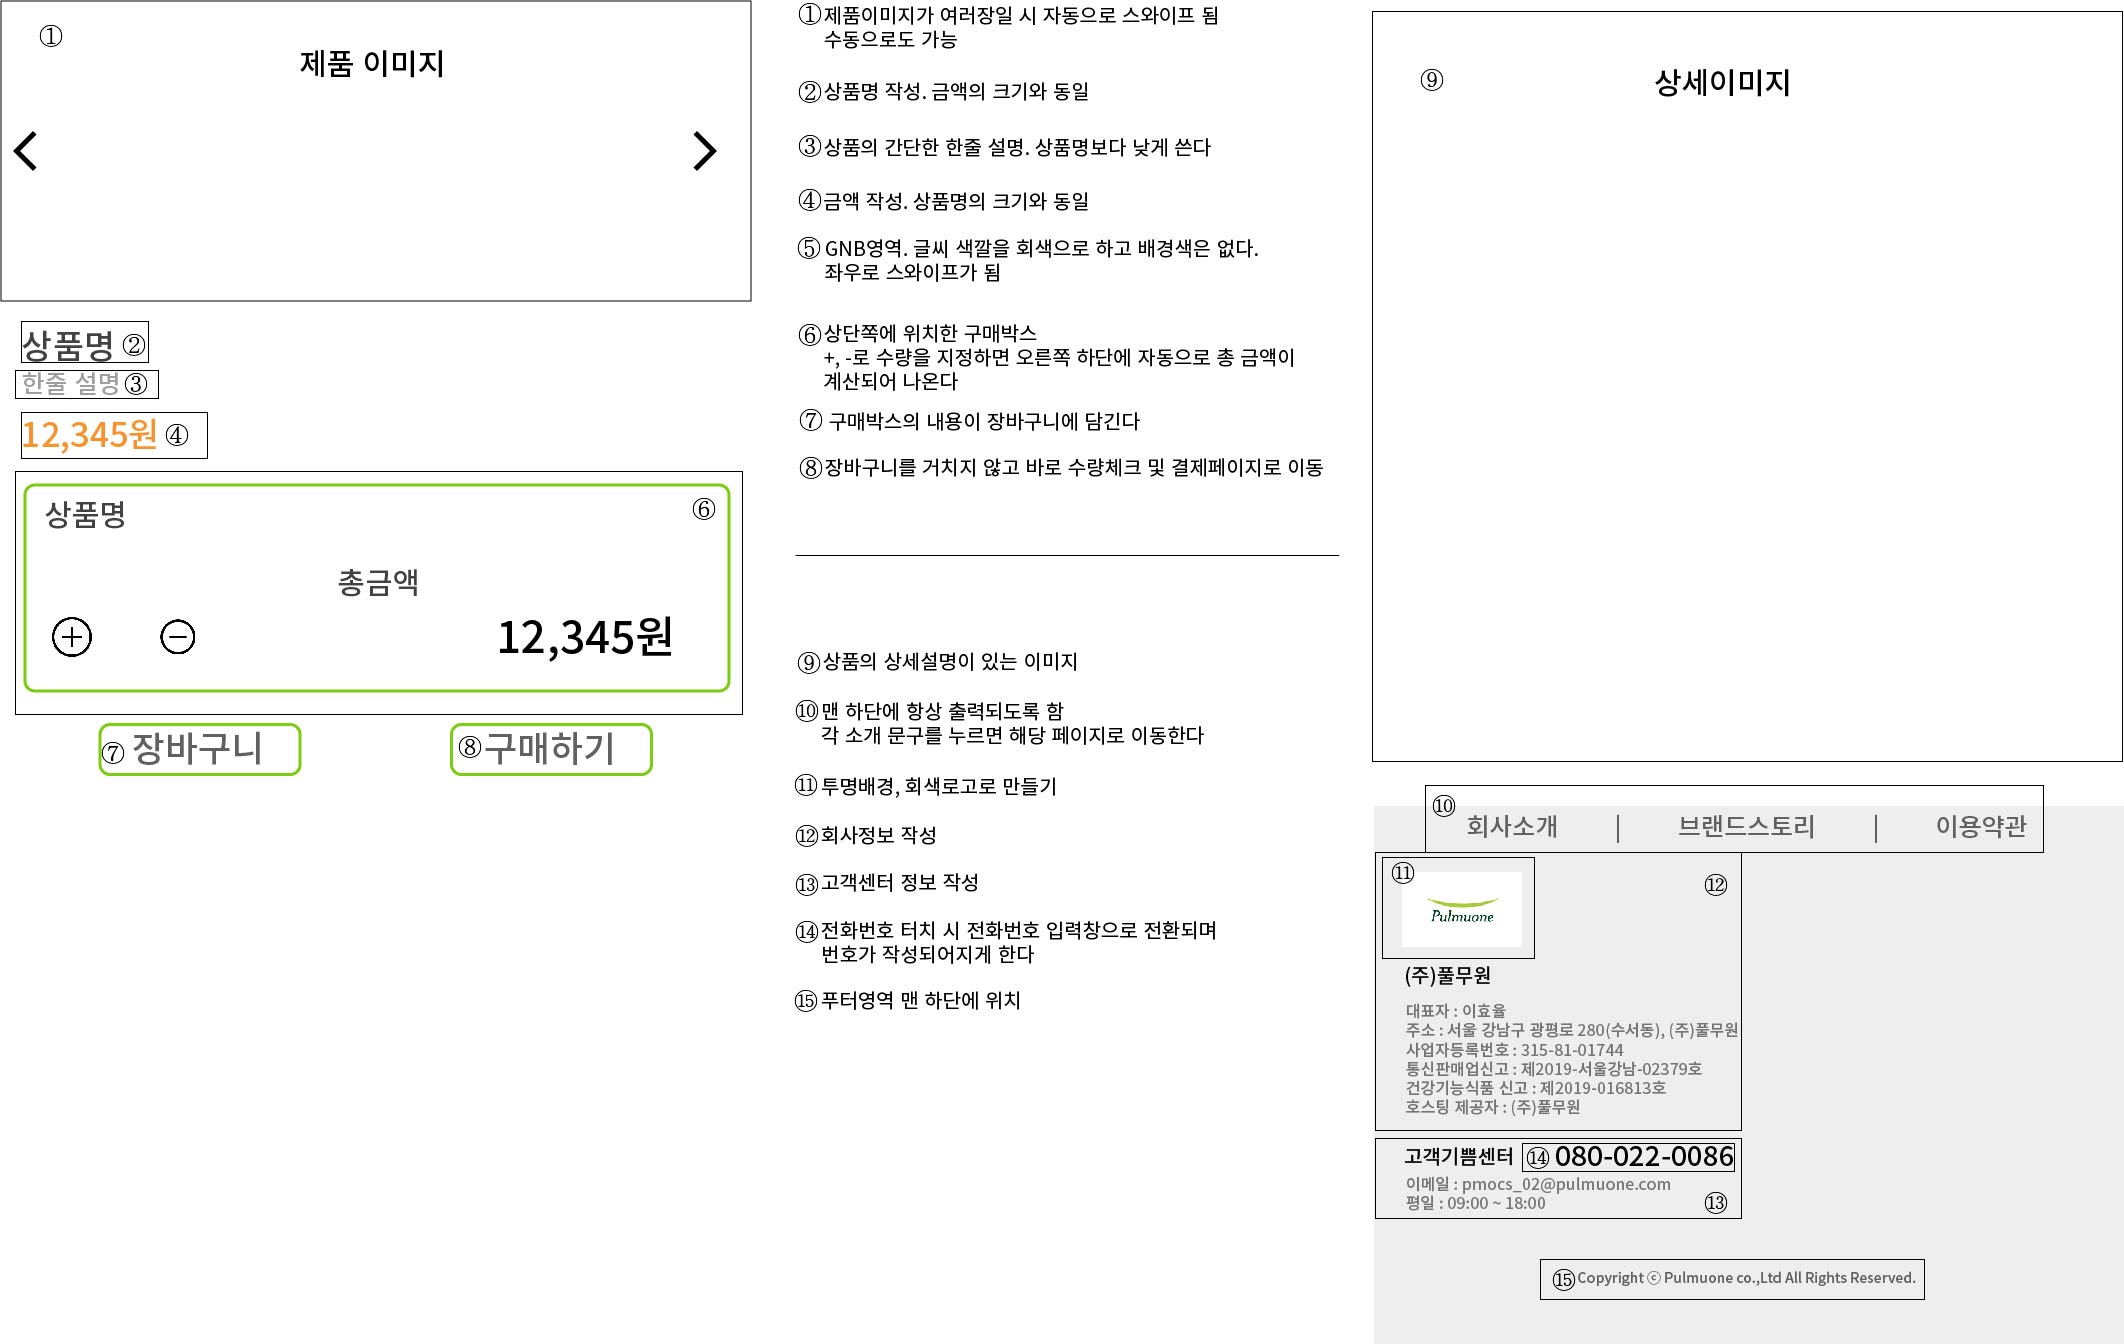 ①
제품 이미지
상품명 ②
한줄 설명 ③
12,345원 ④
상품명
⑥
총금액
12,345원
⑦ 장바구니
⑧ 구매하기
① 제품이미지가 여러장일 시 자동으로 스와이프 됨
수동으로도 가능
② 상품명 작성. 금액의 크기와 동일
③ 상품의 간단한 한줄 설명. 상품명보다 낮게 쓴다
④ 금액 작성. 상품명의 크기와 동일
⑤ GNB영역. 글씨 색깔을 회색으로 하고 배경색은 없다.
좌우로 스와이프가 됨
⑥ 상단쪽에 위치한 구매박스
+, -로 수량을 지정하면 오른쪽 하단에 자동으로 총 금액이
계산되어 나온다
⑦ 구매박스의 내용이 장바구니에 담긴다
⑧ 장바구니를 거치지 않고 바로 수량체크 및 결제페이지로 이동
⑨ 상품의 상세설명이 있는 이미지
⑩ 맨 하단에 항상 출력되도록 함
각 소개 문구를 누르면 해당 페이지로 이동한다
⑪ 투명배경, 회색로고로 만들기
⑫ 회사정보 작성
⑬ 고객센터 정보 작성
⑭ 전화번호 터치 시 전화번호 입력창으로 전환되며
번호가 작성되어지게 한다
⑮ 푸터영역 맨 하단에 위치
⑨
상세이미지
⑩ 회사소개 | 브랜드스토리 | 이용약관
⑪
⑫
Pulmuone
(주)풀무원
대표자 : 이효율
주소 : 서울 강남구 광평로 280(수서동), (주)풀무원
사업자등록번호 : 315-81-01744
통신판매업신고 : 제2019-서울강남-02379호
건강기능식품 신고 : 제2019-016813호
호스팅 제공자 : (주)풀무원
고객기쁨센터 ⑭ 080-022-0086
이메일 : pmocs_02@pulmuone.com
평일 : 09:00 ~ 18:00
⑬
⑮ Copyright ⓒ Pulmuone co.,Ltd All Rights Reserved.